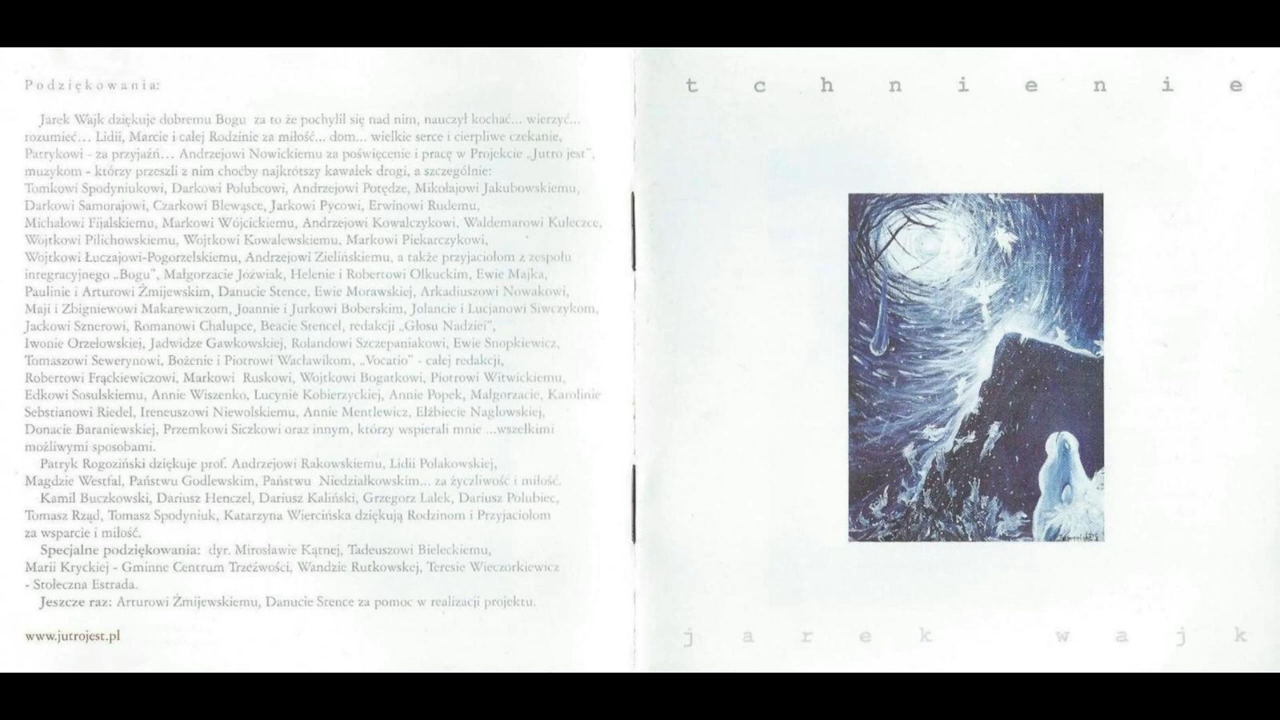 Podziękowania:
Jarek Wajk dziękuje dobremu Bogu za to że pochylił się nad nim, nauczył kochać... wierzyć...
rozumieć... Lidii, Marcie i całej Rodzinie za miłość... dom... wielkie serce i cierpliwe czekanie,
Patrykowi - za przyjaźń... Andrzejowi Nowickiemu za poświęcenie i pracę w Projekcie „Jutro jest",
muzykom - którzy przeszli z nim choćby najkrótszy kawałek drogi, a szczególnie:
Tomkowi Spodyniukowi, Darkowi Połubcowi, Andrzejowi Potędze, Mikołajowi Jakubowskiemu,
Darkowi Samorajowi, Czarkowi Blewąsce, Jarkowi Pycowi, Erwinowi Rudemu,
Michałowi Fijalskiemu, Markowi Wójcickiemu, Andrzejowi Kowalczykowi, Waldemarowi Kuleczce,
Wojtkowi Pilichowskiemu, Wojtkowi Kowalewskiemu, Markowi Piekarczykowi,
Wojtkowi Łuczajowi-Pogorzelskiemu, Andrzejowi Zielińskiemu, a także przyjaciołom z zespołu
integracyjnego „Bogu", Małgorzacie Jóźwiak, Helenie i Robertowi Olkuckim, Ewie Majka,
Paulinie i Arturowi Żmijewskim, Danucie Stence, Ewie Morawskiej, Arkadiuszowi Nowakowi,
Maji i Zbigniewowi Makarewiczom, Joannie i Jurkowi Boberskim, Jolancie i Lucjanowi Siwczykom,
Jackowi Sznerowi, Romanowi Chałupce, Beacie Stencel, redakcji „Głosu Nadziei",
Iwonie Orzełowskiej, Jadwidze Gawkowskiej, Rolandowi Szczepaniakowi, Ewie Snopkiewicz,
Tomaszowi Sewerynowi, Bożenie i Piotrowi Wacławikom, „Vocatio" - całej redakcji,
Robertowi Frąckiewiczowi, Markowi Ruskowi, Wojtkowi Bogatkowi, Piotrowi Witwickiemu,
Edkowi Sosulskiemu, Annie Wiszenko, Lucynie Kobierzyckiej, Annie Popek, Małgorzacie, Karolinie
Sebstianowi Riedel, Ireneuszowi Niewolskiemu, Annie Mentlewicz, Elżbiecie Nagłowskiej,
Donacie Baraniewskiej, Przemkowi Siczkowi oraz innym, którzy wspierali mnie ...wszelkimi
możliwymi sposobami.
Patryk Rogoziński dziękuje prof. Andrzejowi Rakowskiemu, Lidii Polakowskiej,
Magdzie Westfal, Państwu Godlewskim, Państwu Niedziałkowskim... za życzliwość i miłość.
Kamil Buczkowski, Dariusz Henczel, Dariusz Kaliński, Grzegorz Lalek, Dariusz Połubiec,
Tomasz Rząd, Tomasz Spodyniuk, Katarzyna Wiercińska dziękują Rodzinom i Przyjaciołom
za wsparcie i miłość.
Specjalne podziękowania: dyr. Mirosławie Kątnej, Tadeuszowi Bieleckiemu,
Marii Kryckiej - Gminne Centrum Trzeźwości, Wandzie Rutkowskej, Teresie Wieczorkiewicz
- Stołeczna Estrada.
Jeszcze raz: Arturowi Żmijewskiemu, Danucie Stence za pomoc w realizacji projektu.
www.jutrojest.pl
tchnienie
jarek wajk